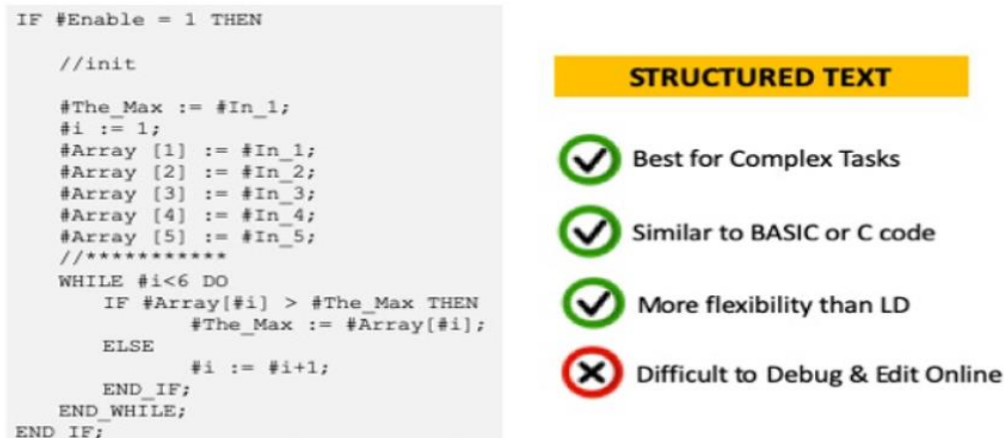 IF #Enable = 1 THEN
//init
#The_Max := #In_1;
#i := 1;
#Array [1] := #In_1;
#Array [2] := #In_2;
#Array [3] := #In_3;
#Array [4] := #In_4;
#Array [5] := #In_5;
//***********
WHILE #i<6 DO
IF #Array[#i] > #The_Max THEN
#The_Max := #Array[#i];
ELSE
#i := #i+1;
END_IF;
END_WHILE;
END_IF;
STRUCTURED TEXT
Best for Complex Tasks
Similar to BASIC or C code
More flexibility than LD
Difficult to Debug & Edit Online